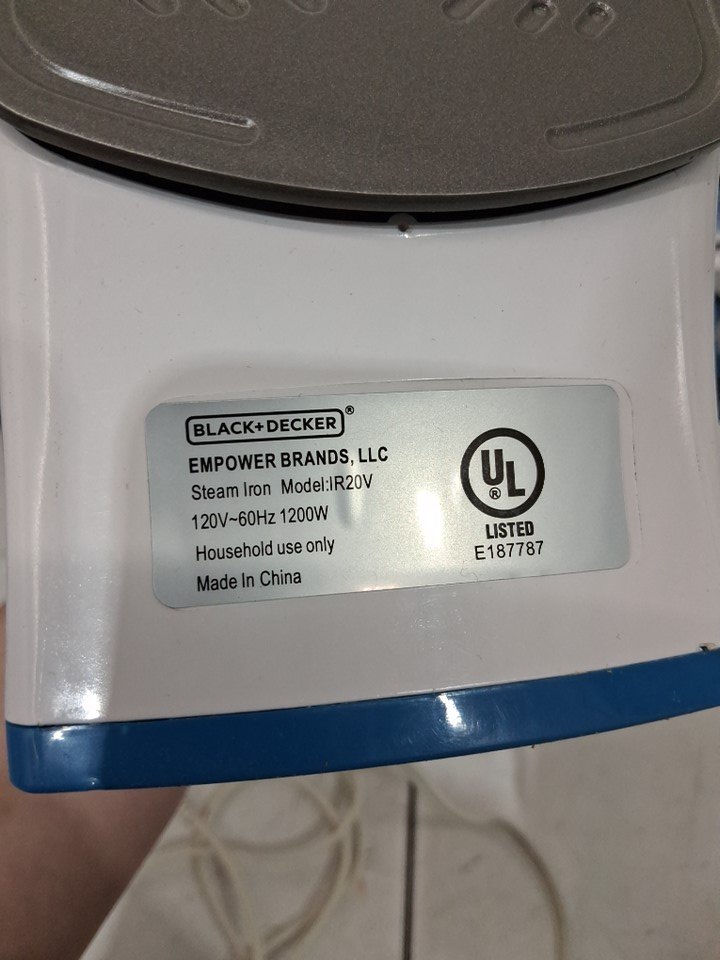 BLACK+DECKER®
EMPOWER BRANDS, LLC
Steam Iron Model:IR20V
120V~60Hz 1200W
Household use only
Made In China
UL®
LISTED
E187787